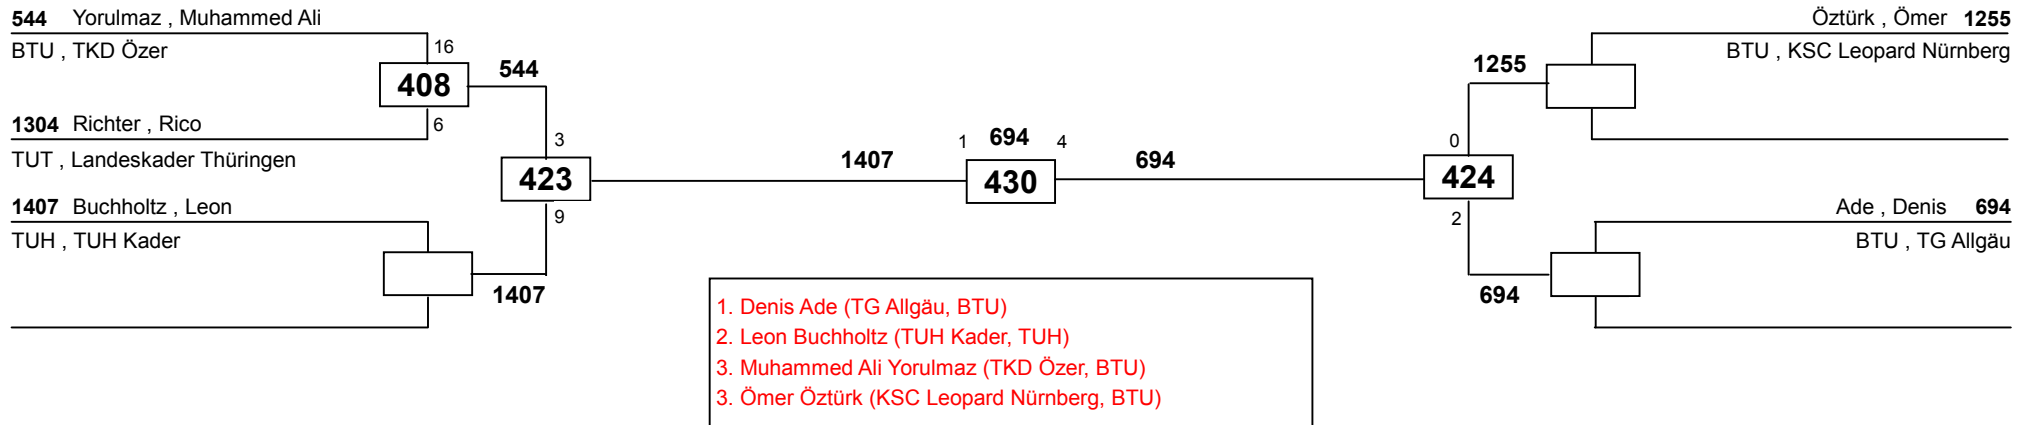 544 Yorulmaz , Muhammed Ali
BTU , TKD Özer
16
408
544
1304 Richter , Rico
6
TUT , Landeskader Thüringen
3
423
9
1407 Buchholtz , Leon
TUH , TUH Kader
1407
1407
1 694 4
430
694
Öztürk , Ömer 1255
BTU , KSC Leopard Nürnberg
1255
0
424
2
Ade , Denis 694
BTU , TG Allgäu
694
1. Denis Ade (TG Allgäu, BTU)
2. Leon Buchholtz (TUH Kader, TUH)
3. Muhammed Ali Yorulmaz (TKD Özer, BTU)
3. Ömer Öztürk (KSC Leopard Nürnberg, BTU)